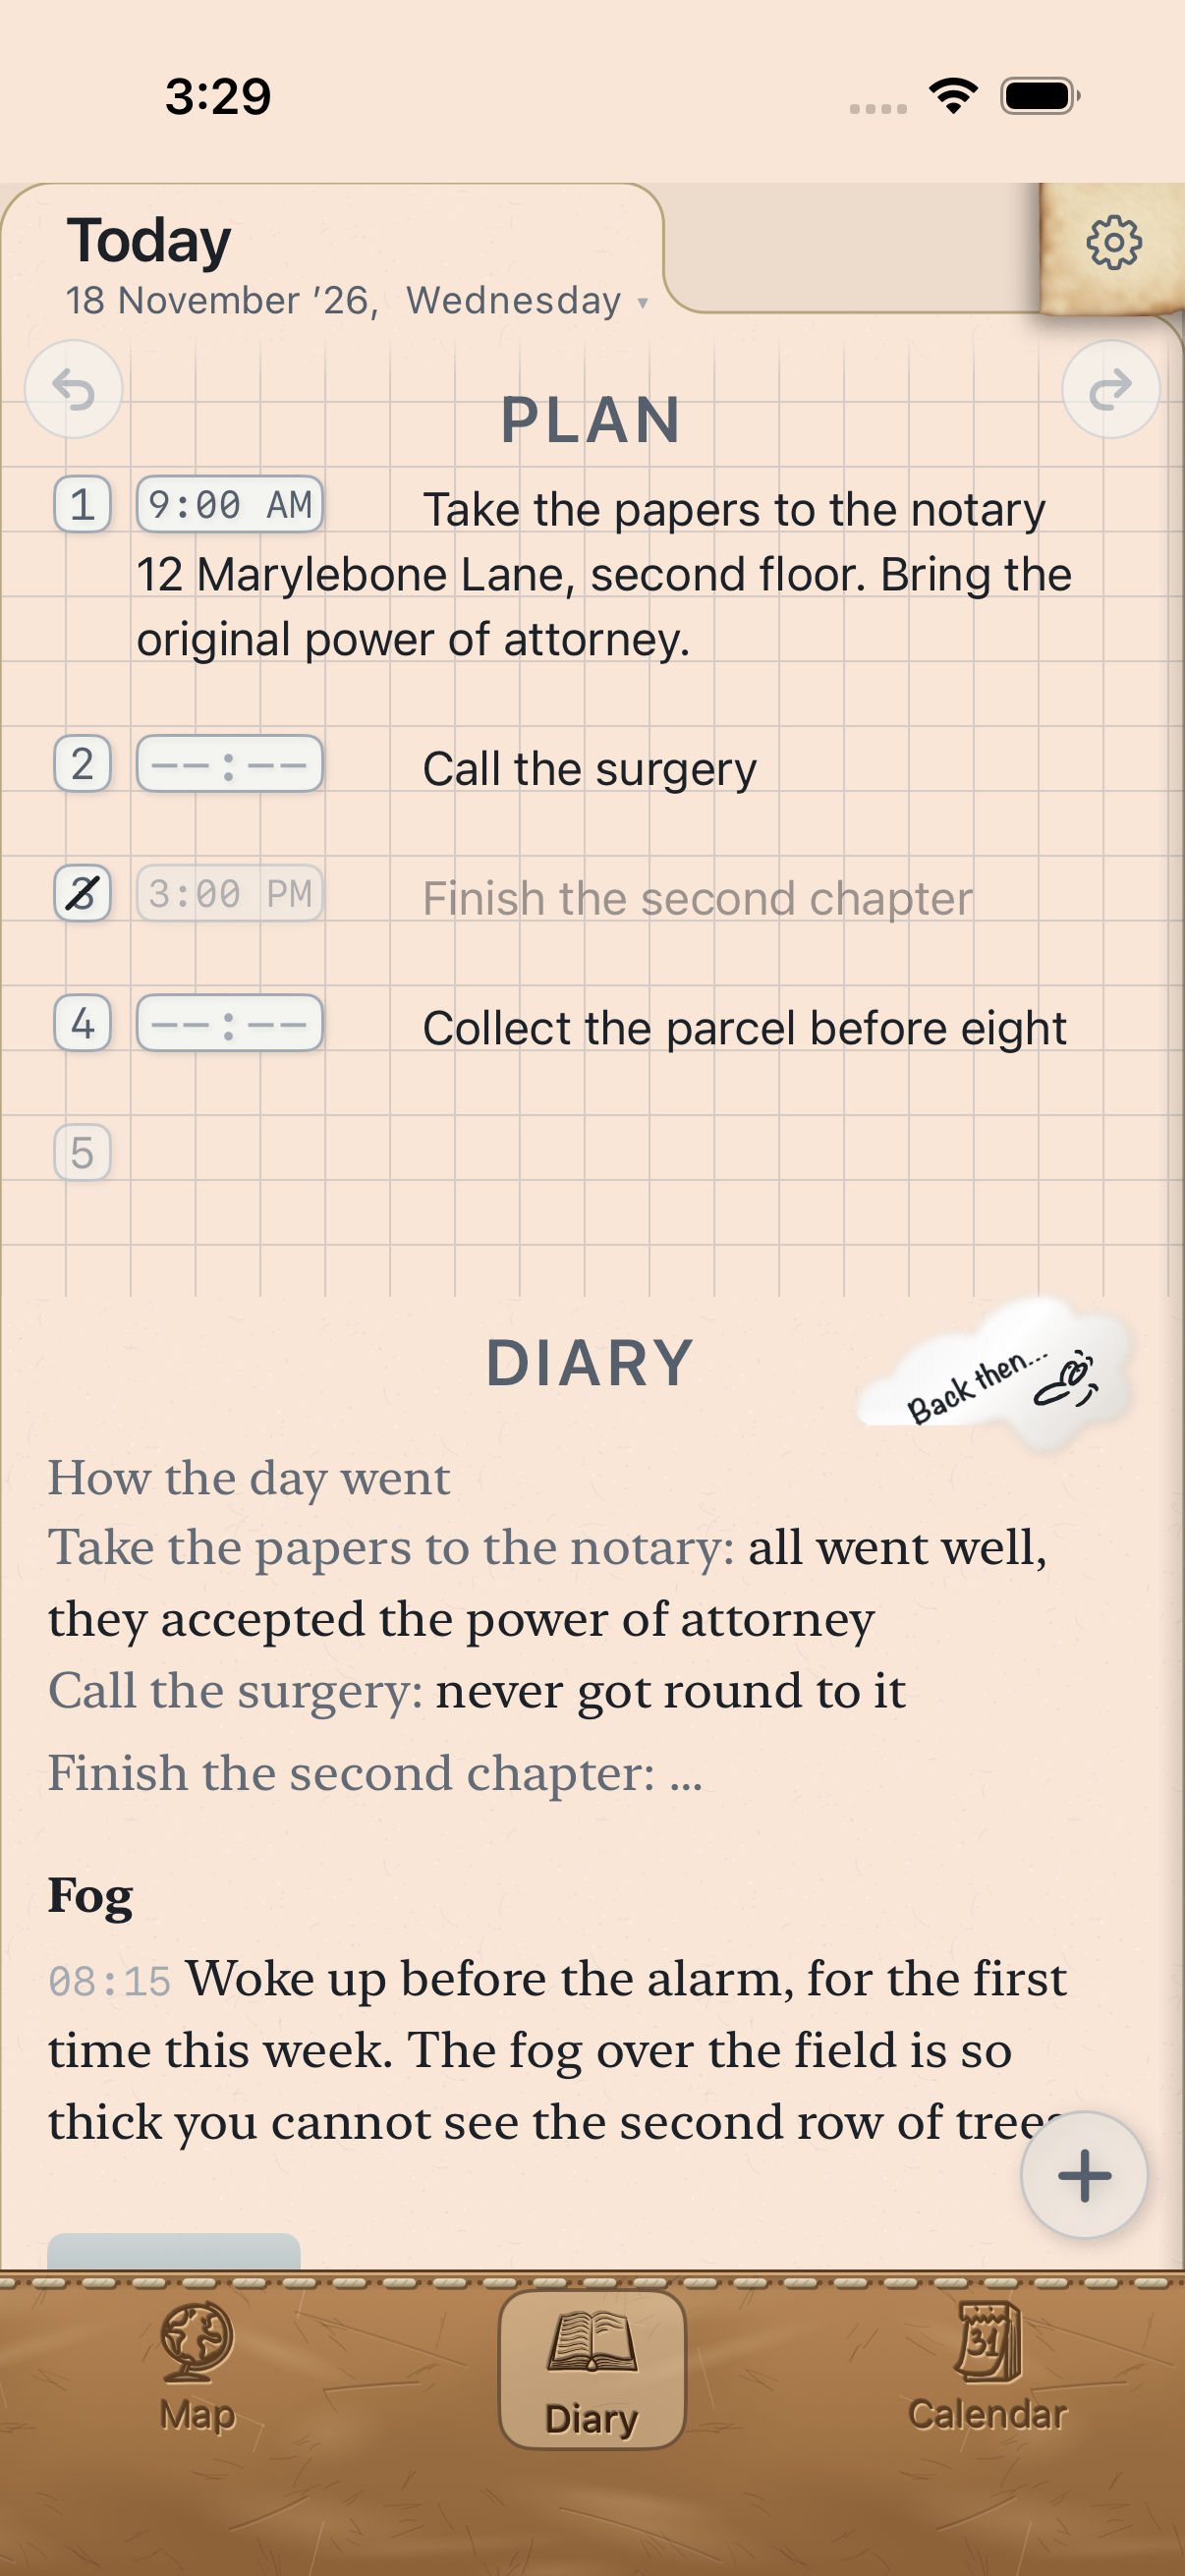 3:29
Today
18 November ’26, Wednesday
PLAN
1 9:00 AM Take the papers to the notary
12 Marylebone Lane, second floor. Bring the
original power of attorney.
2 --:-- Call the surgery
3 3:00 PM Finish the second chapter
4 --:-- Collect the parcel before eight
5
DIARY
Back then...
How the day went
Take the papers to the notary: all went well,
they accepted the power of attorney
Call the surgery: never got round to it
Finish the second chapter: ...
Fog
08:15 Woke up before the alarm, for the first
time this week. The fog over the field is so
thick you cannot see the second row of trees
31
Map
Diary
Calendar